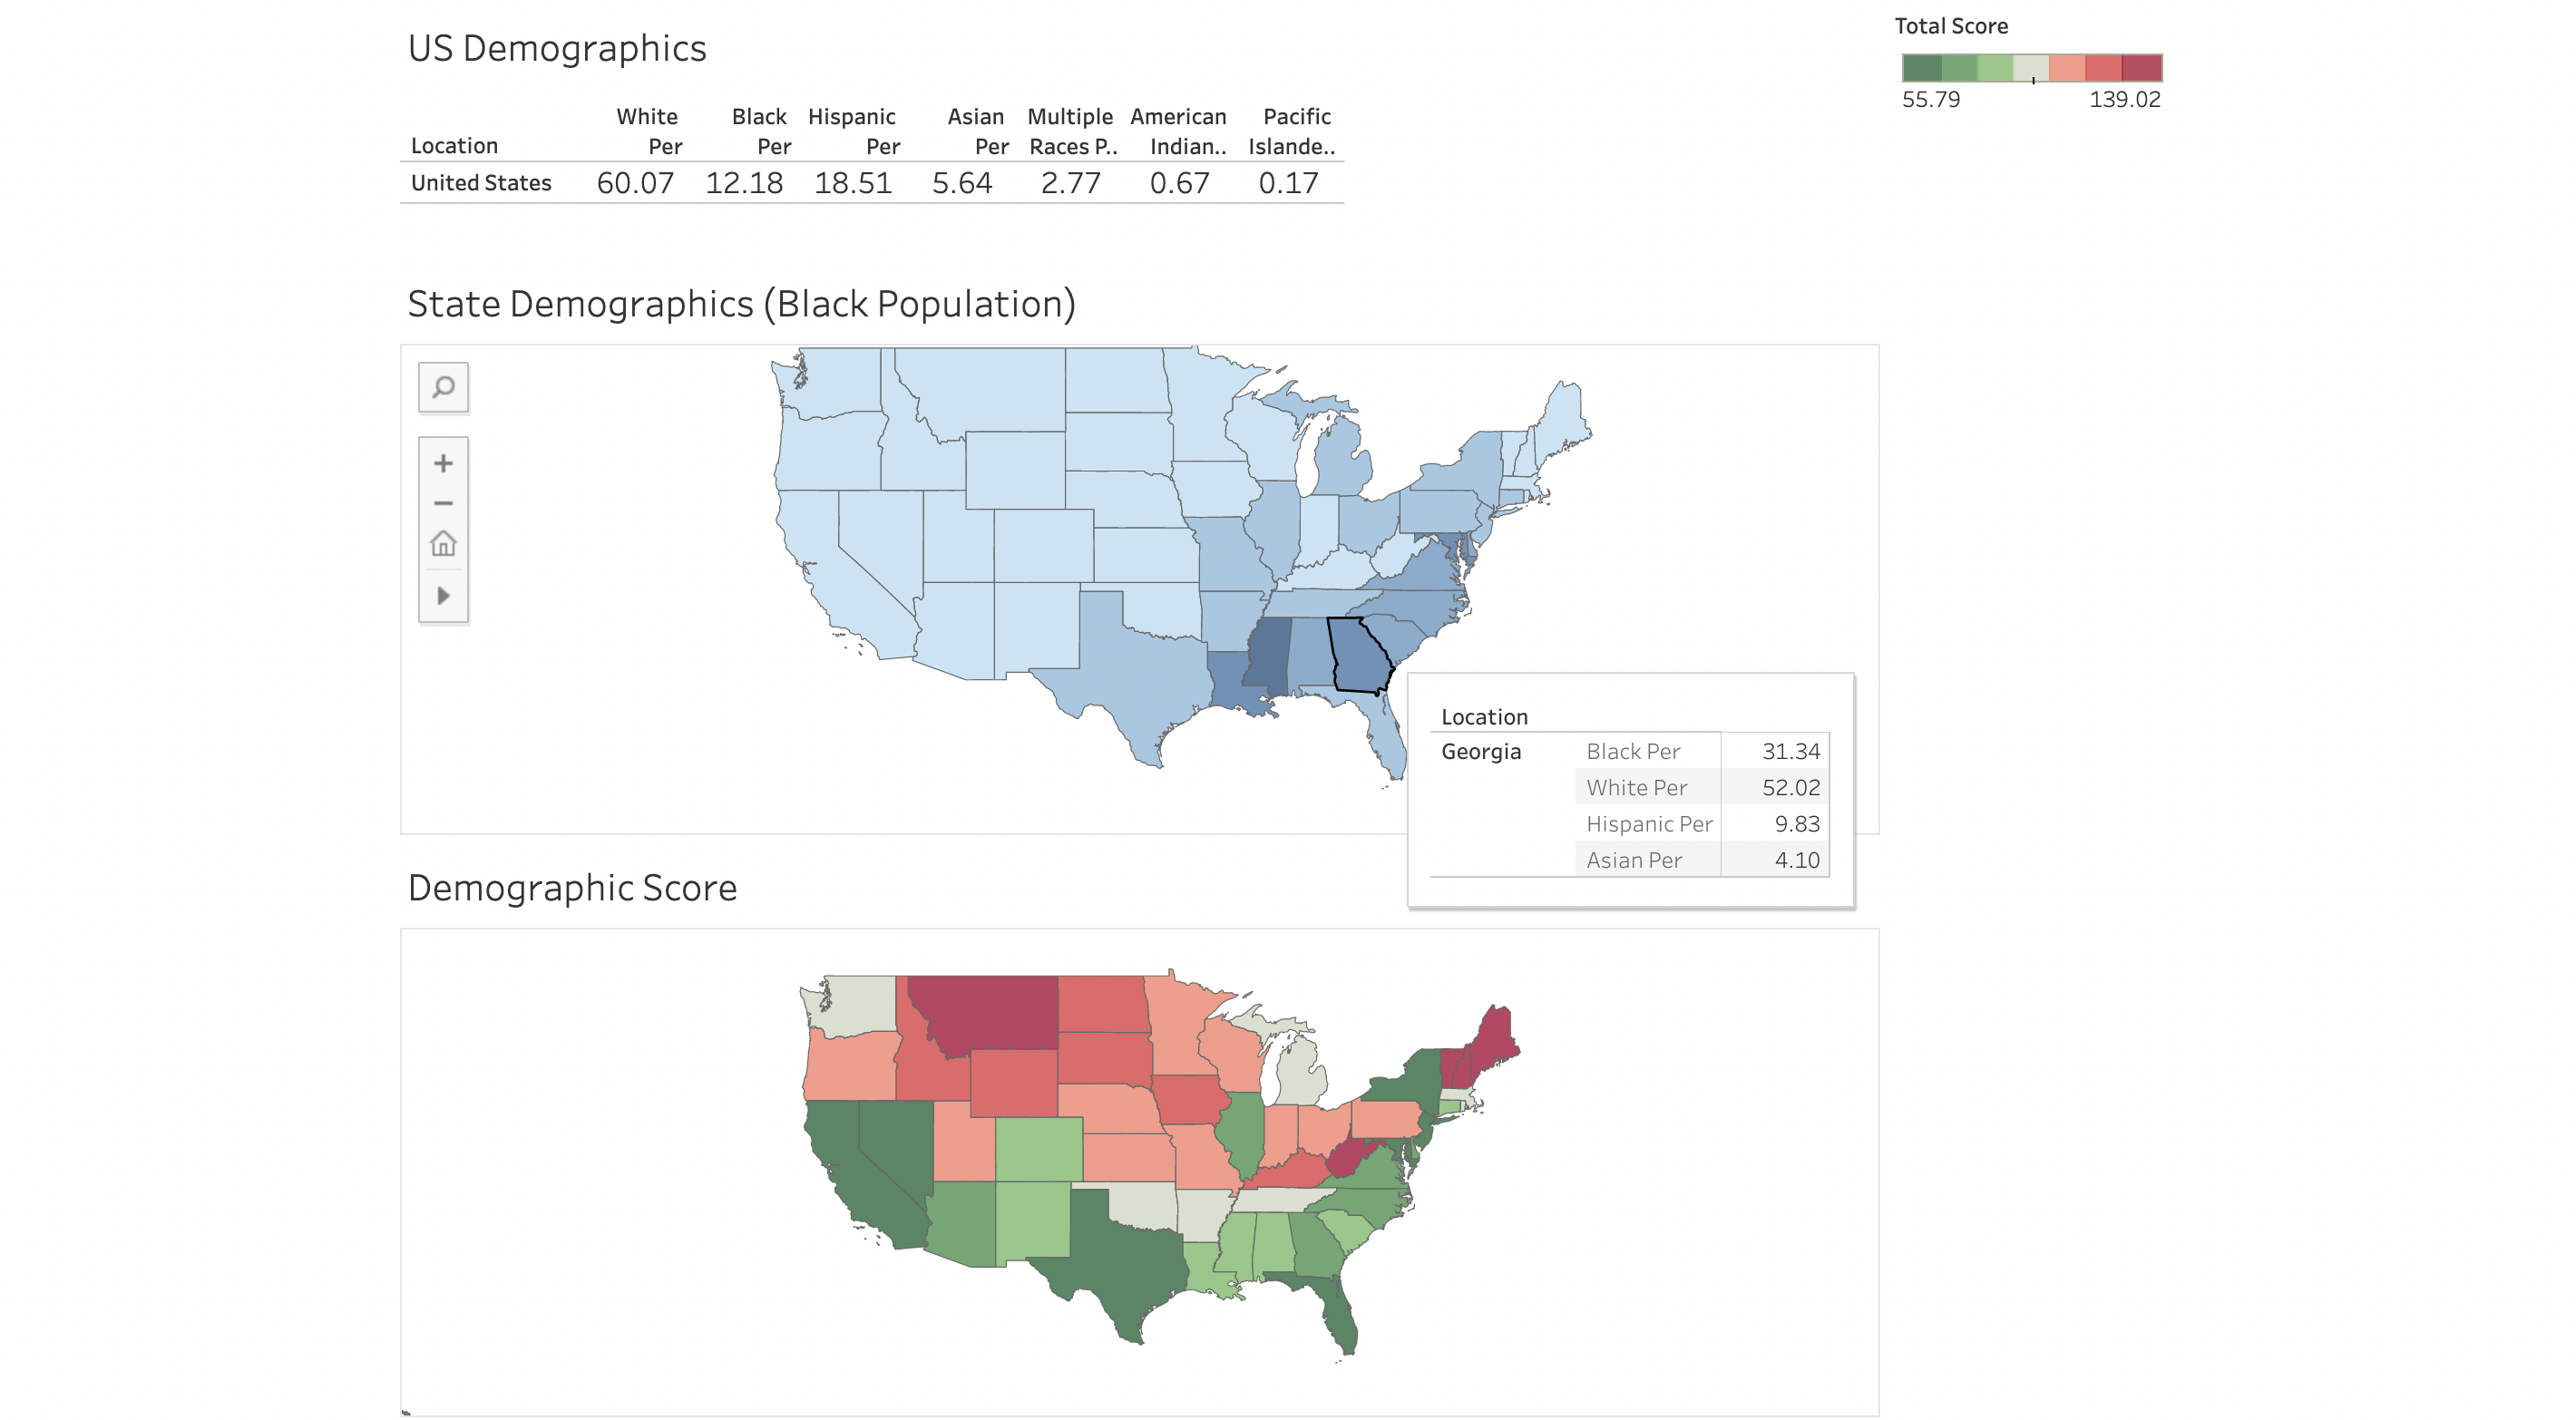 US Demographics
Total Score
55.79 139.02
White Black Hispanic Asian Multiple American Pacific
Location Per Per Per Per Races P.. Indian.. Islande..
United States 60.07 12.18 18.51 5.64 2.77 0.67 0.17
State Demographics (Black Population)
Location
Georgia Black Per 31.34
White Per 52.02
Hispanic Per 9.83
Asian Per 4.10
Demographic Score